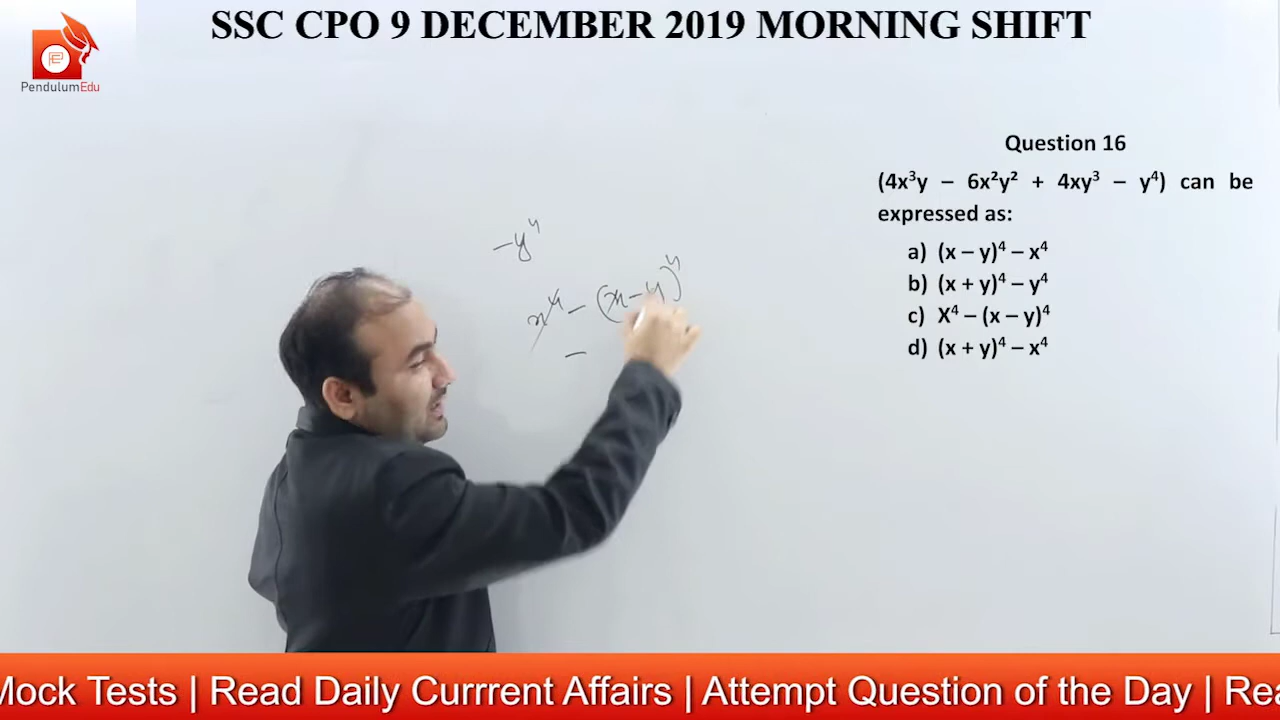 SSC CPO 9 DECEMBER 2019 MORNING SHIFT
PendulumEdu
Question 16
(4x³y – 6x²y² + 4xy³ – y⁴) can be
expressed as:
a) (x – y)⁴ – x⁴
b) (x + y)⁴ – y⁴
c) X⁴ – (x – y)⁴
d) (x + y)⁴ – x⁴
–y⁴
x⁴ – (x – y)⁴
–
Mock Tests | Read Daily Currrent Affairs | Attempt Question of the Day | Rea